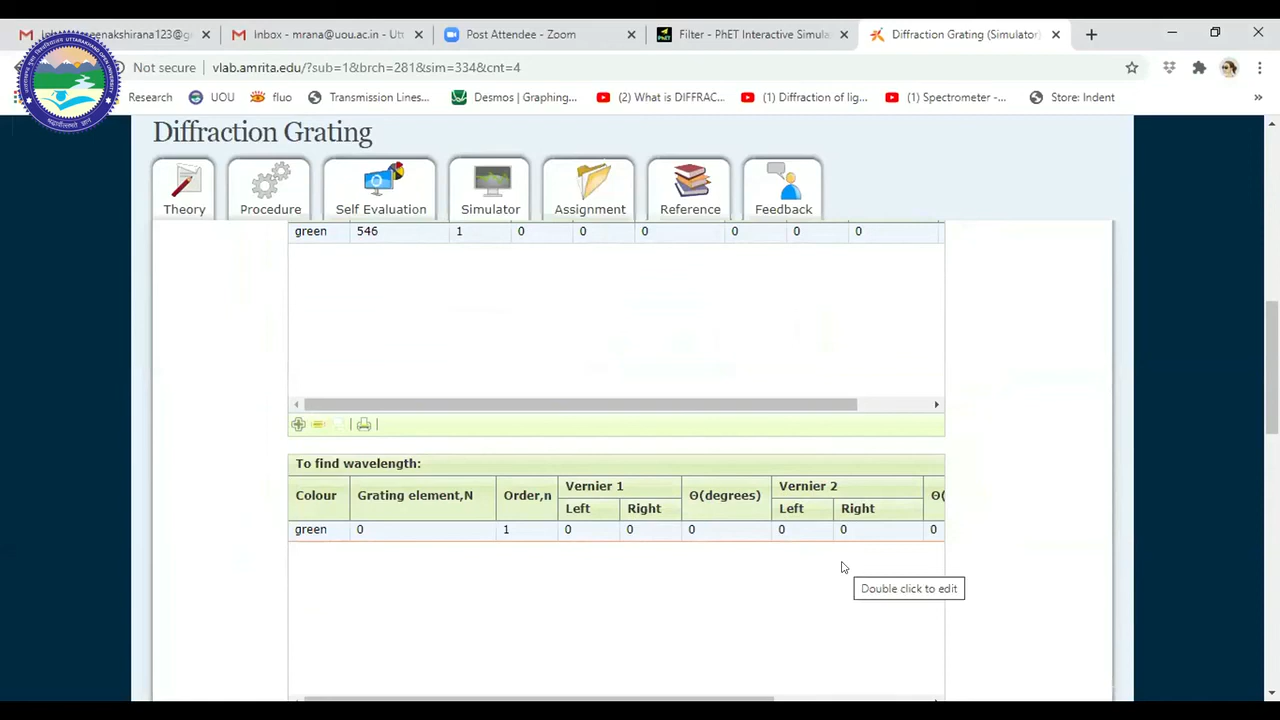 Inbox - mrana@uou.ac.in - Ut
Post Attendee - Zoom
Filter - PhET Interactive Simula
Diffraction Grating (Simulator)
Not secure
vlab.amrita.edu/?sub=1&brch=281&sim=334&cnt=4
Research
UOU
fluo
Transmission Lines...
Desmos | Graphing...
(2) What is DIFFRAC...
(1) Diffraction of lig...
(1) Spectrometer -...
Store: Indent
»
Diffraction Grating
Theory
Procedure
Self Evaluation
Simulator
Assignment
Reference
Feedback
green 546 1 0 0 0 0 0 0
To find wavelength:
Colour Grating element,N Order,n Vernier 1 Θ(degrees) Vernier 2 Θ(
Left Right Left Right
green 0 1 0 0 0 0 0 0
Double click to edit